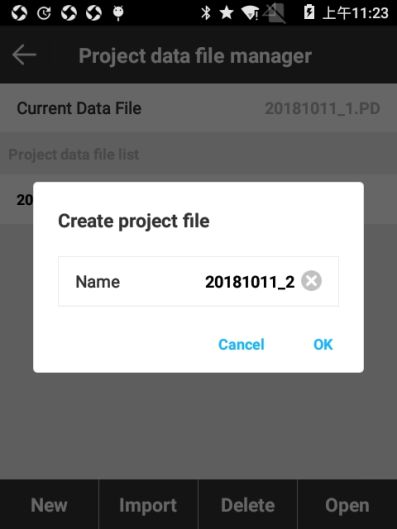 上午11:23
Project data file manager
Current Data File 20181011_1.PD
Project data file list
20
Create project file
Name 20181011_2
Cancel OK
New Import Delete Open